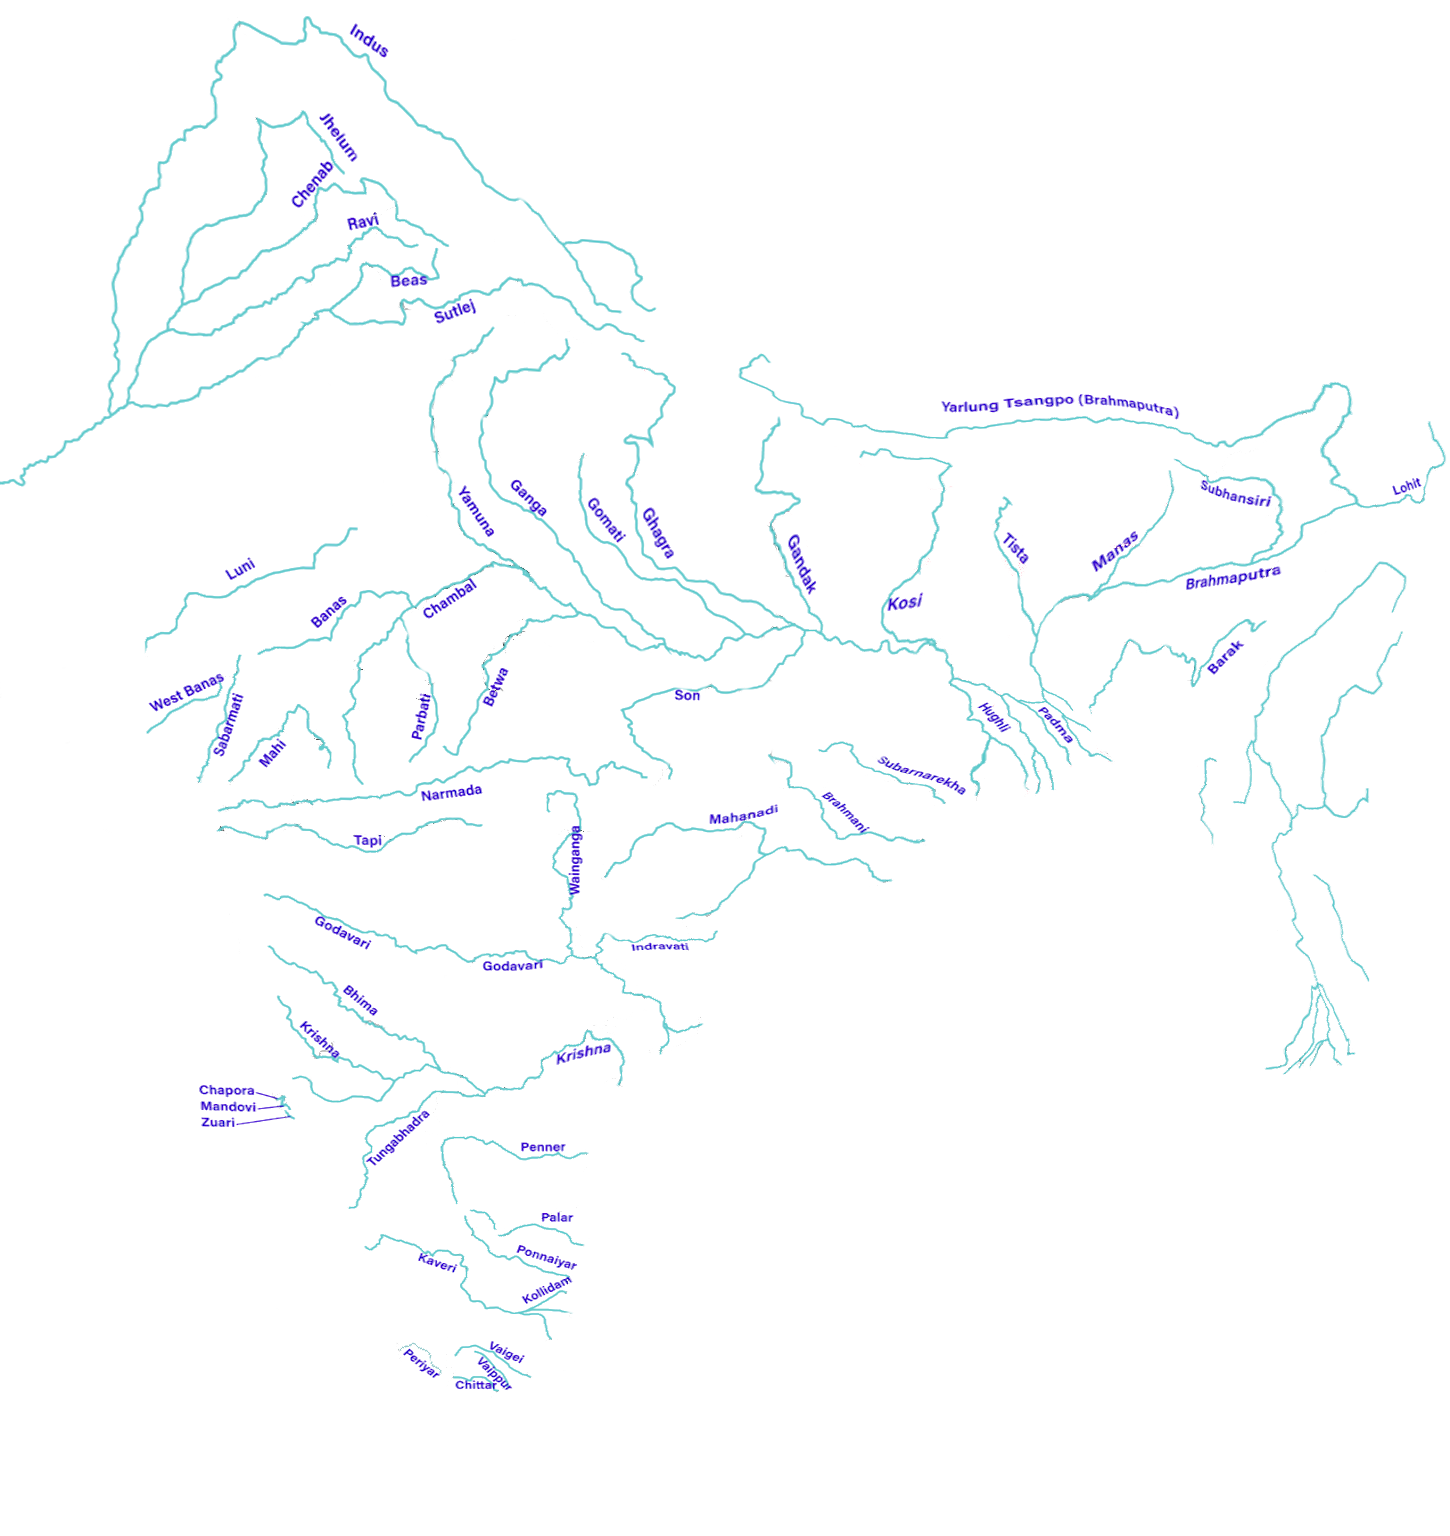 Indus
Jhelum
Chenab
Ravi
Beas
Sutlej
Yarlung Tsangpo (Brahmaputra)
Lohit
Subhansiri
Yamuna
Ganga
Gomati
Ghagra
Gandak
Kosi
Tista
Manas
Brahmaputra
Luni
Banas
Chambal
Barak
West Banas
Sabarmati
Mahi
Parbati
Betwa
Son
Hughli
Padma
Narmada
Subarnarekha
Tapi
Wainganga
Mahanadi
Brahmani
Godavari
Godavari
Indravati
Bhima
Krishna
Krishna
Chapora
Mandovi
Zuari
Tungabhadra
Penner
Palar
Ponnaiyar
Kaveri
Kollidam
Periyar
Vaigei
Vaippur
Chittar